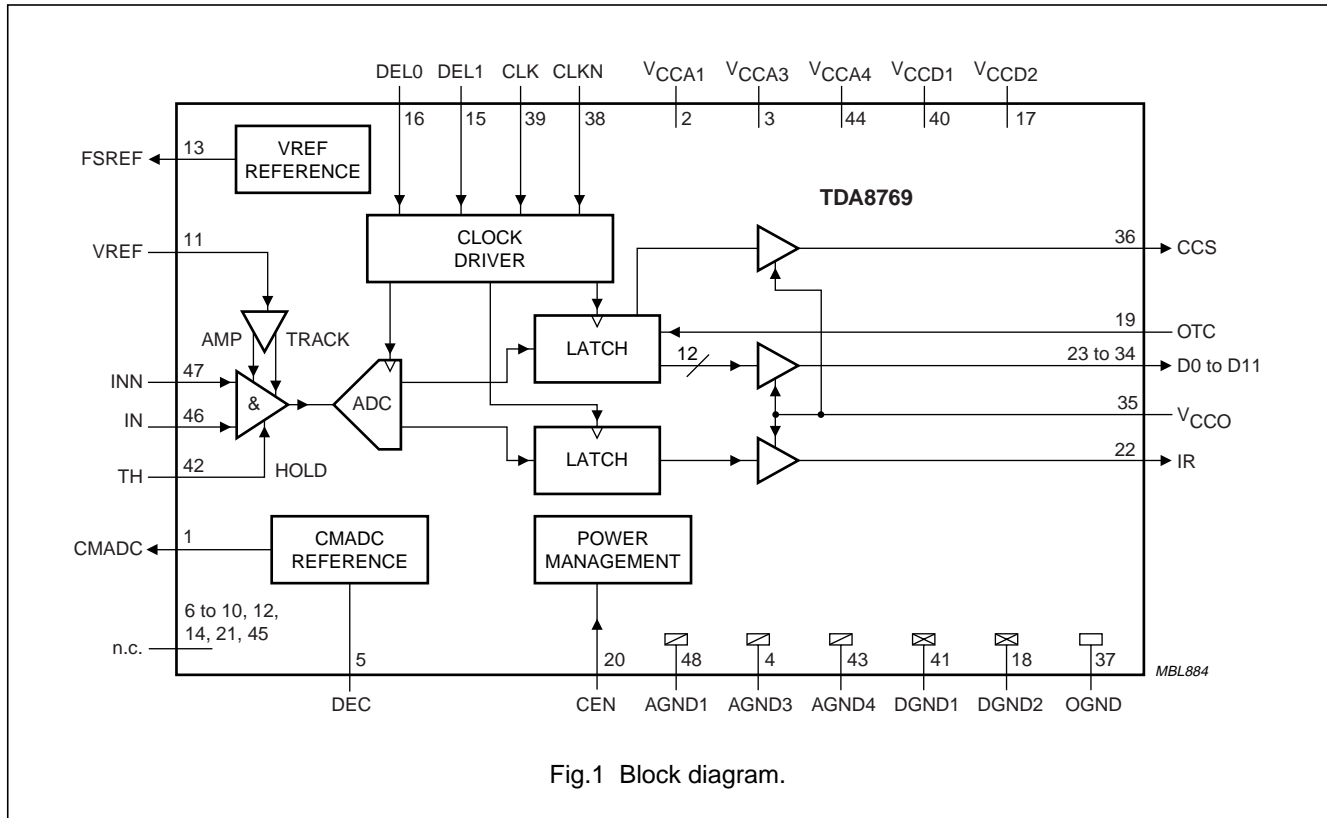 DEL0 DEL1 CLK CLKN VCCA1 VCCA3 VCCA4 VCCD1 VCCD2
16 15 39 38 2 3 44 40 17
FSREF 13 VREF
REFERENCE
TDA8769
VREF 11
CLOCK
DRIVER
36 CCS
AMP TRACK
19 OTC
LATCH 12 23 to 34 D0 to D11
INN 47
& ADC
IN 46
35 VCCO
TH 42 HOLD
LATCH 22 IR
CMADC 1 CMADC
REFERENCE
POWER
MANAGEMENT
6 to 10, 12,
14, 21, 45
n.c.
5 20 48 4 43 41 18 37
MBL884
DEC CEN AGND1 AGND3 AGND4 DGND1 DGND2 OGND
Fig.1 Block diagram.